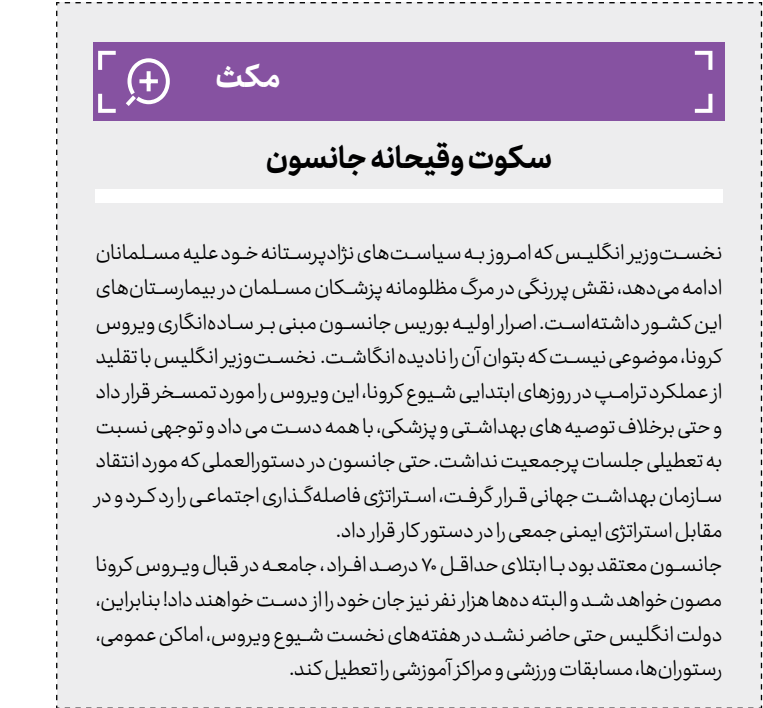 مکث
سکوت وقیحانه جانسون
نخست‌وزیر انگلیس که امروز به سیاست‌های نژادپرستانه خود علیه مسلمانان
ادامه می‌دهد، نقش پررنگی در مرگ مظلومانه پزشکان مسلمان در بیمارستان‌های
این کشور داشته‌است. اصرار اولیه بوریس جانسون مبنی بر ساده‌انگاری ویروس
کرونا، موضوعی نیست که بتوان آن را نادیده انگاشت. نخست‌وزیر انگلیس با تقلید
از عملکرد ترامپ در روزهای ابتدایی شیوع کرونا، این ویروس را مورد تمسخر قرار داد
و حتی برخلاف توصیه های بهداشتی و پزشکی، با همه دست می داد و توجهی نسبت
به تعطیلی جلسات پرجمعیت نداشت. حتی جانسون در دستورالعملی که مورد انتقاد
سازمان بهداشت جهانی قرار گرفت، استراتژی فاصله‌گذاری اجتماعی را رد کرد و در
مقابل استراتژی ایمنی جمعی را در دستور کار قرار داد.
جانسون معتقد بود با ابتلای حداقل ۷۰ درصد افراد، جامعه در قبال ویروس کرونا
مصون خواهد شد و البته ده‌ها هزار نفر نیز جان خود را از دست خواهند داد! بنابراین،
دولت انگلیس حتی حاضر نشد در هفته‌های نخست شیوع ویروس، اماکن عمومی،
رستوران‌ها، مسابقات ورزشی و مراکز آموزشی را تعطیل کند.